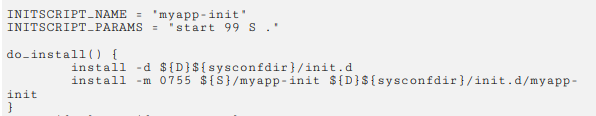 INITSCRIPT_NAME = "myapp-init"
INITSCRIPT_PARAMS = "start 99 S ."
do_install() {
install -d ${D}${sysconfdir}/init.d
install -m 0755 ${S}/myapp-init ${D}${sysconfdir}/init.d/myapp-
init
}